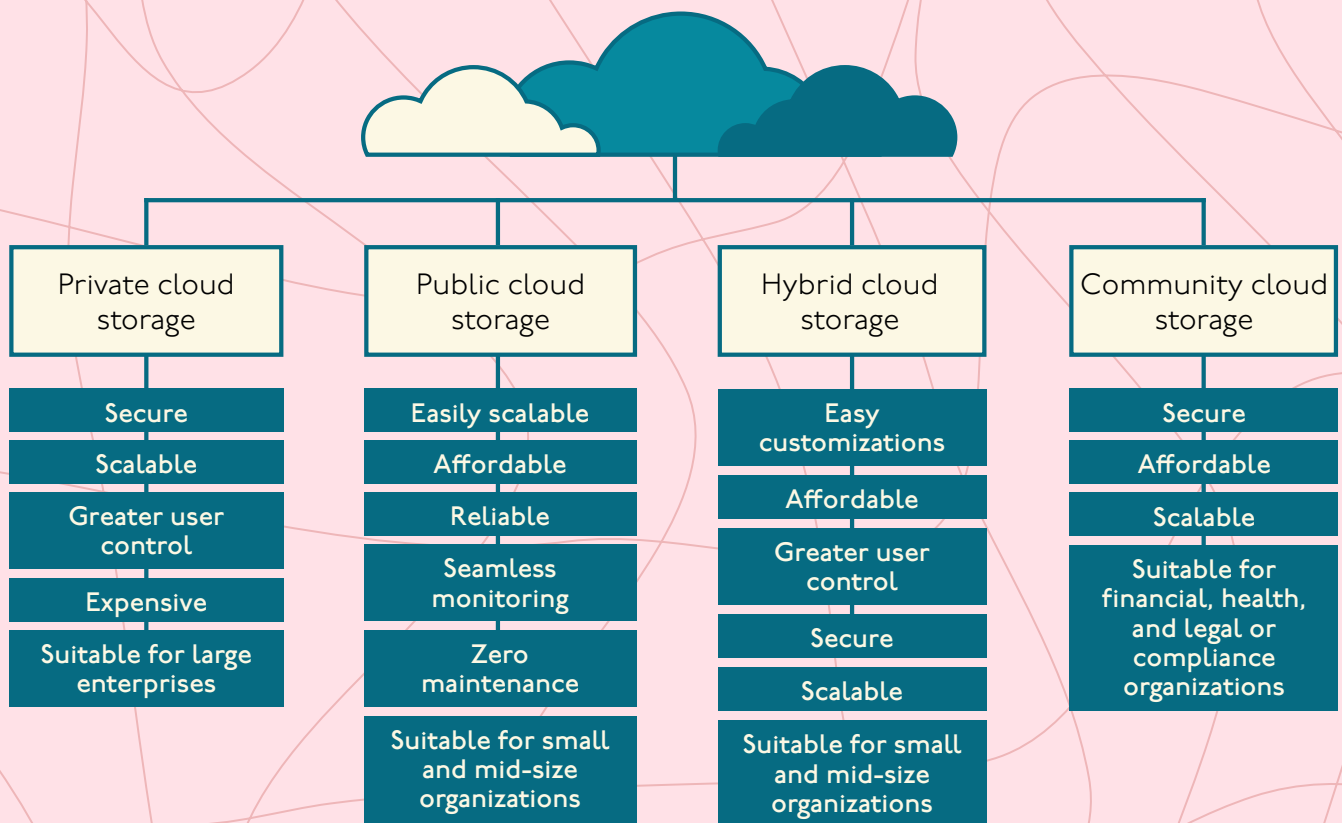 Private cloud
storage
Secure
Scalable
Greater user
control
Expensive
Suitable for large
enterprises
Public cloud
storage
Easily scalable
Affordable
Reliable
Seamless
monitoring
Zero
maintenance
Suitable for small
and mid-size
organizations
Hybrid cloud
storage
Easy
customizations
Affordable
Greater user
control
Secure
Scalable
Suitable for small
and mid-size
organizations
Community cloud
storage
Secure
Affordable
Scalable
Suitable for
financial, health,
and legal or
compliance
organizations